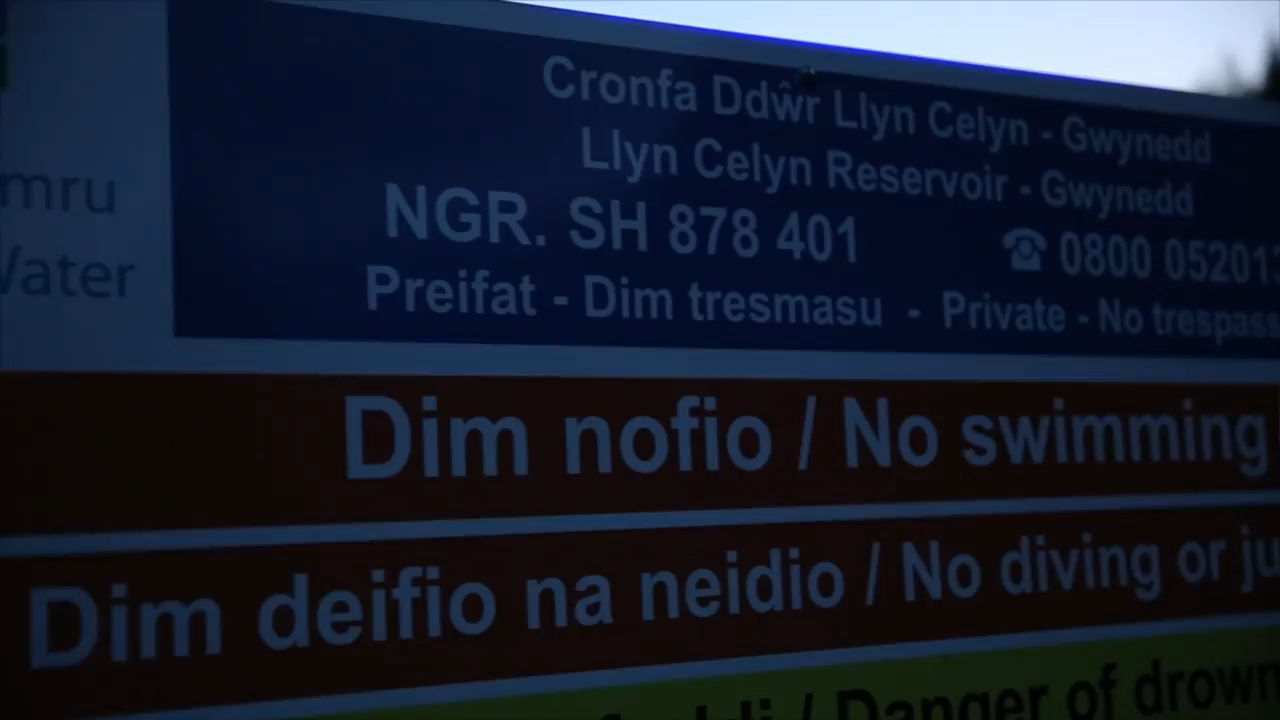 mru
Water
Cronfa Ddŵr Llyn Celyn - Gwynedd
Llyn Celyn Reservoir - Gwynedd
NGR. SH 878 401 ☎ 0800 05201
Preifat - Dim tresmasu - Private - No trespass
Dim nofio / No swimming
Dim deifio na neidio / No diving or ju
/ Danger of drown